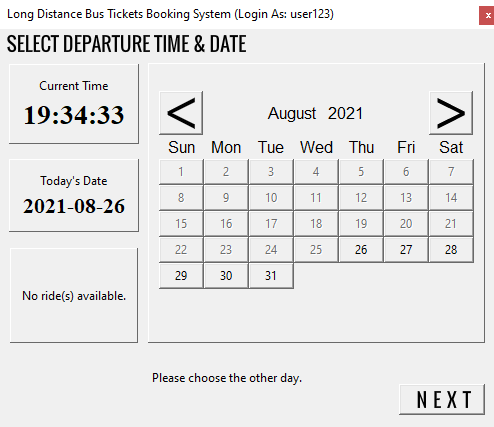 Long Distance Bus Tickets Booking System (Login As: user123)
x
SELECT DEPARTURE TIME & DATE
Current Time
19:34:33
Today's Date
2021-08-26
No ride(s) available.
< August 2021 >
Sun Mon Tue Wed Thu Fri Sat
1 2 3 4 5 6 7
8 9 10 11 12 13 14
15 16 17 18 19 20 21
22 23 24 25 26 27 28
29 30 31
Please choose the other day.
NEXT